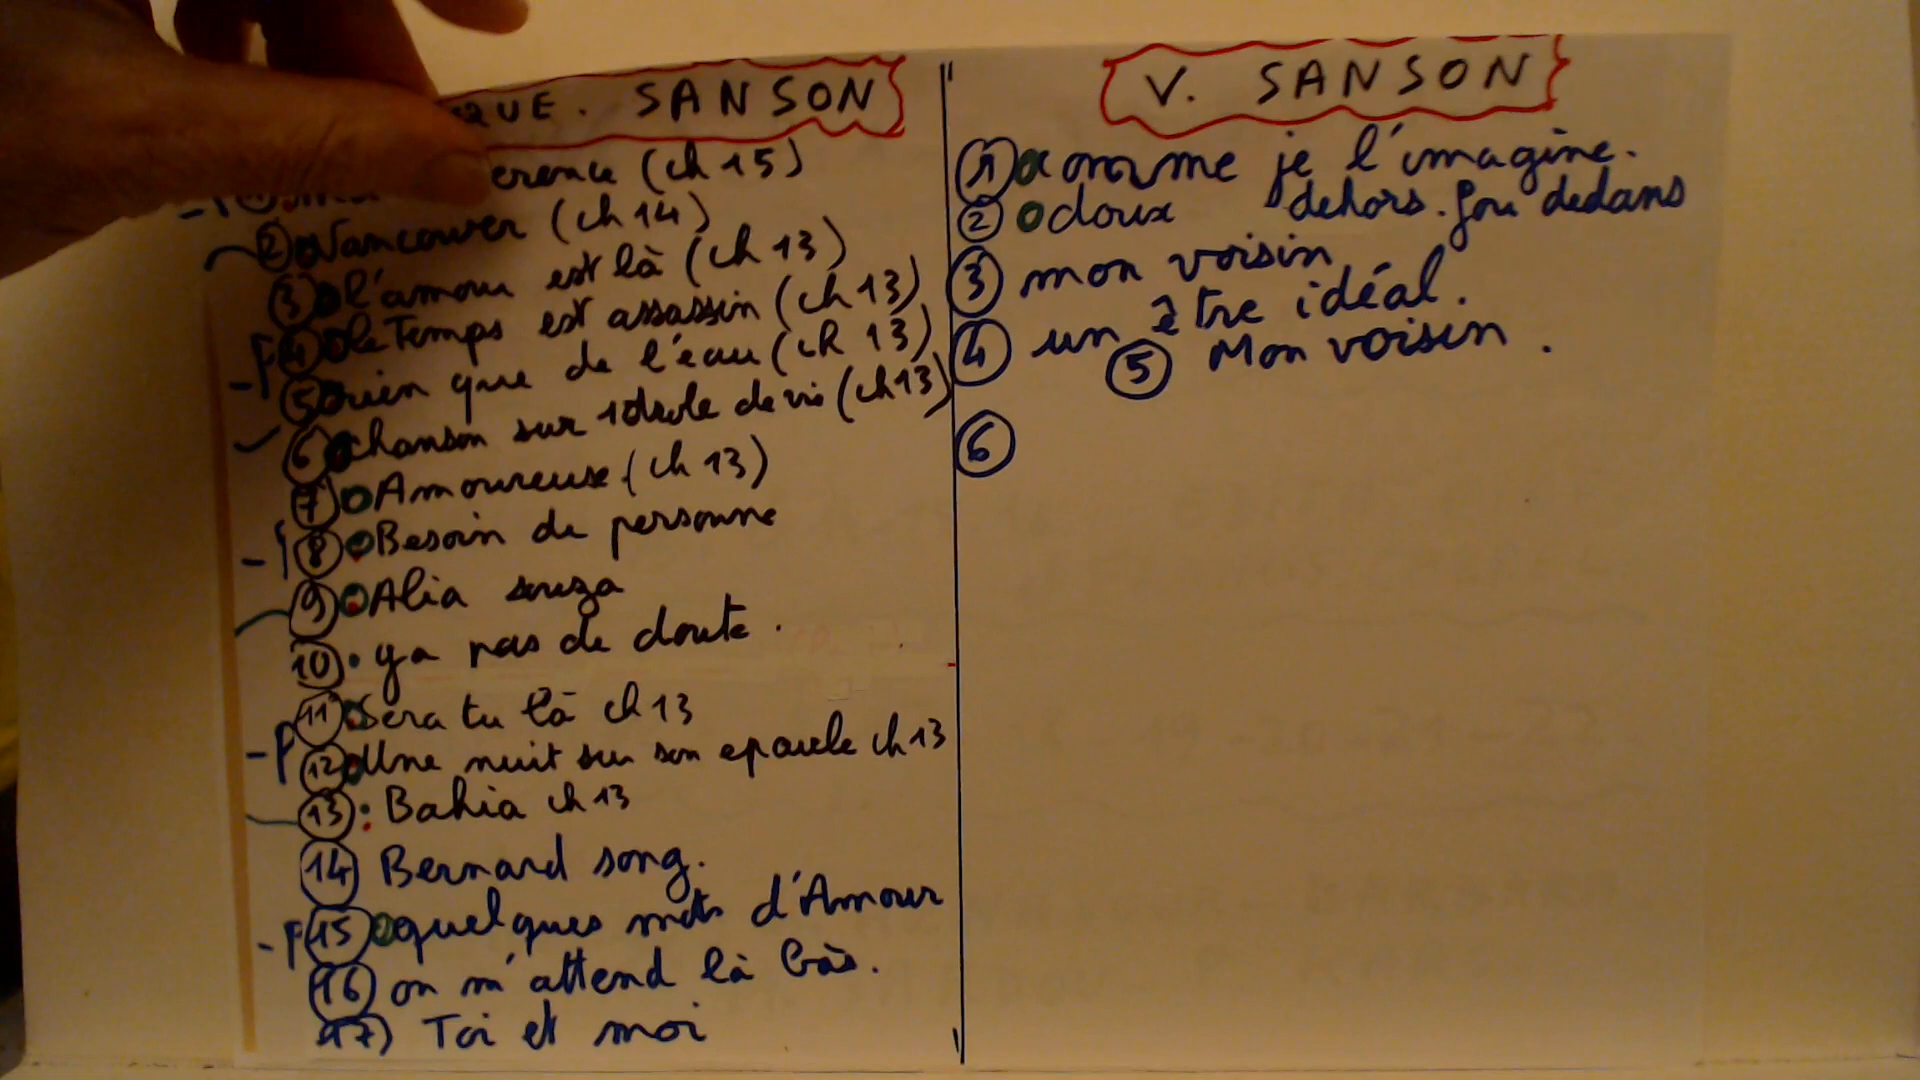 QUE. SANSON
erence (ch 15)
② Vancouver (ch 14)
③ l'amour est là (ch 13)
④ le Temps est assassin (ch 13)
⑤ rien que de l'eau (ch 13)
⑥ chanson sur 1 drole de vie (ch 13)
⑦ Amoureuse (ch 13)
⑧ Besoin de personne
⑨ Alia souza
⑩ . ya pas de doute .
⑪ Sera tu là ch 13
⑫ Une nuit sur son epaule ch 13
⑬ : Bahia ch 13
⑭ Bernard song.
⑮ quelques mots d'Amour
⑯ on m'attend là bàs.
17) Toi et moi
V. SANSON
① comme je l'imagine.
② doux dehors. fou dedans
③ mon voisin
④ un être idéal.
⑤ Mon voisin .
⑥